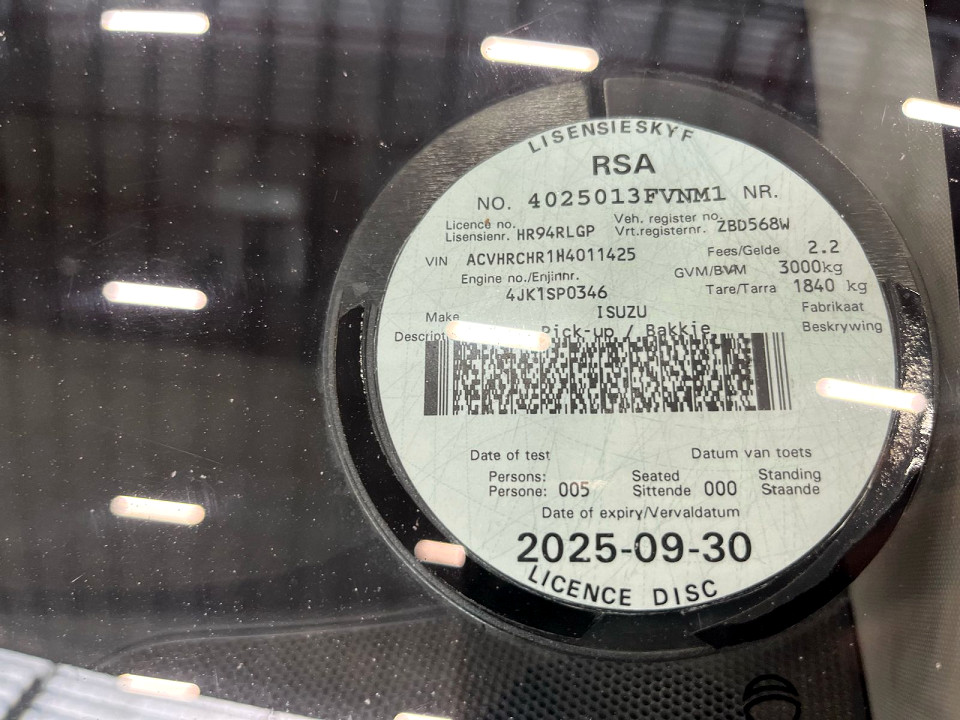 LISENSIESKYF
RSA
NO. 4025013FVNM1 NR.
Licence no. Veh. register no.
Lisensienr. HR94RLGP Vrt.registernr. ZBD568W
VIN ACVHRCHR1H4011425 Fees/Gelde 2.2
Engine no./Enjinnr. GVM/BVM 3000kg
4JK1SP0346 Tare/Tarra 1840 kg
Make ISUZU Fabrikaat
Pick-up / Bakkie Beskrywing
Date of test Datum van toets
Persons: Seated Standing
Persone: 005 Sittende 000 Staande
Date of expiry/Vervaldatum
2025-09-30
LICENCE DISC